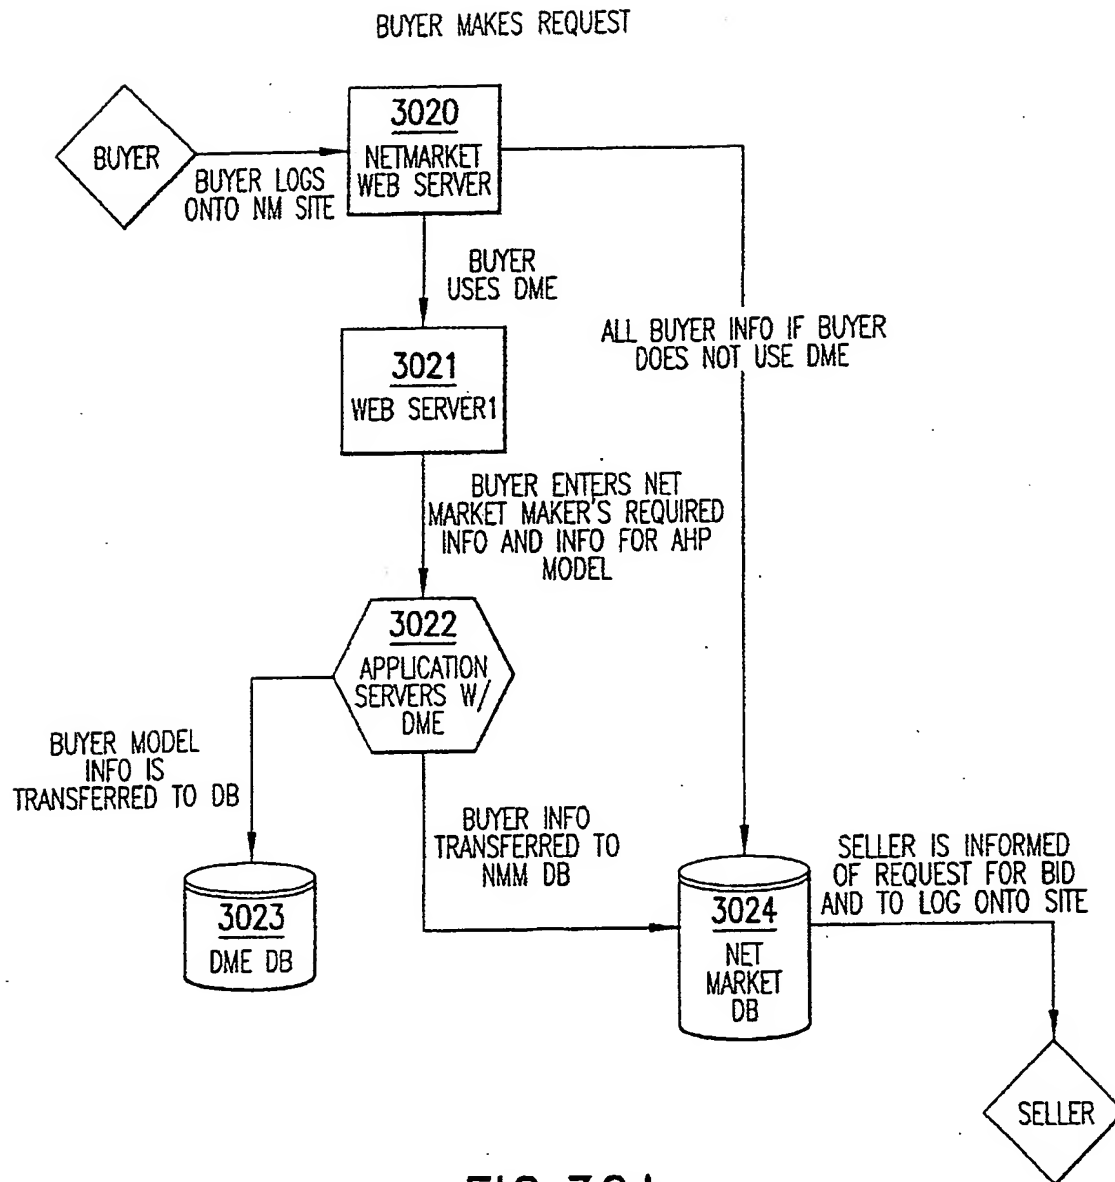 BUYER MAKES REQUEST
BUYER
BUYER LOGS
ONTO NM SITE
3020
NETMARKET
WEB SERVER
BUYER
USES DME
ALL BUYER INFO IF BUYER
DOES NOT USE DME
3021
WEB SERVER1
BUYER ENTERS NET
MARKET MAKER'S REQUIRED
INFO AND INFO FOR AHP
MODEL
3022
APPLICATION
SERVERS W/
DME
BUYER MODEL
INFO IS
TRANSFERRED TO DB
BUYER INFO
TRANSFERRED TO
NMM DB
3023
DME DB
3024
NET
MARKET
DB
SELLER IS INFORMED
OF REQUEST FOR BID
AND TO LOG ONTO SITE
SELLER